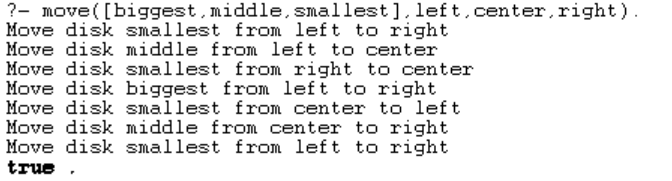 ?- move([biggest,middle,smallest],left,center,right).
Move disk smallest from left to right
Move disk middle from left to center
Move disk smallest from right to center
Move disk biggest from left to right
Move disk smallest from center to left
Move disk middle from center to right
Move disk smallest from left to right
true .